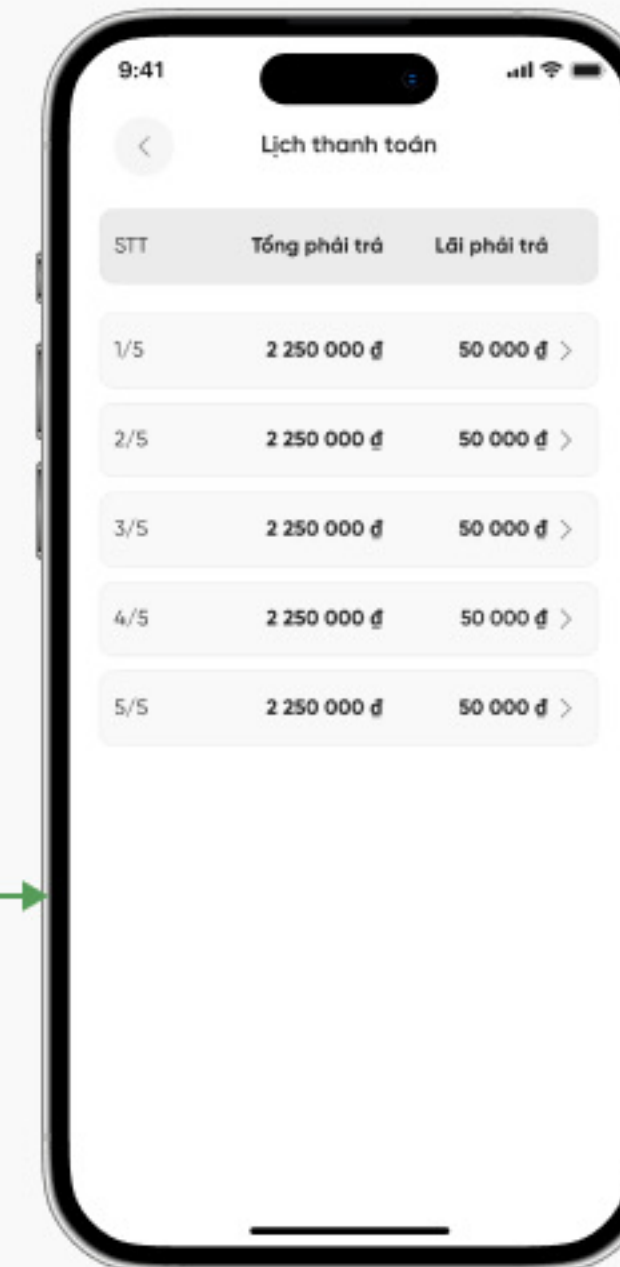 9:41
Lịch thanh toán
STT Tổng phải trả Lãi phải trả
1/5 2 250 000 ₫ 50 000 ₫
2/5 2 250 000 ₫ 50 000 ₫
3/5 2 250 000 ₫ 50 000 ₫
4/5 2 250 000 ₫ 50 000 ₫
5/5 2 250 000 ₫ 50 000 ₫